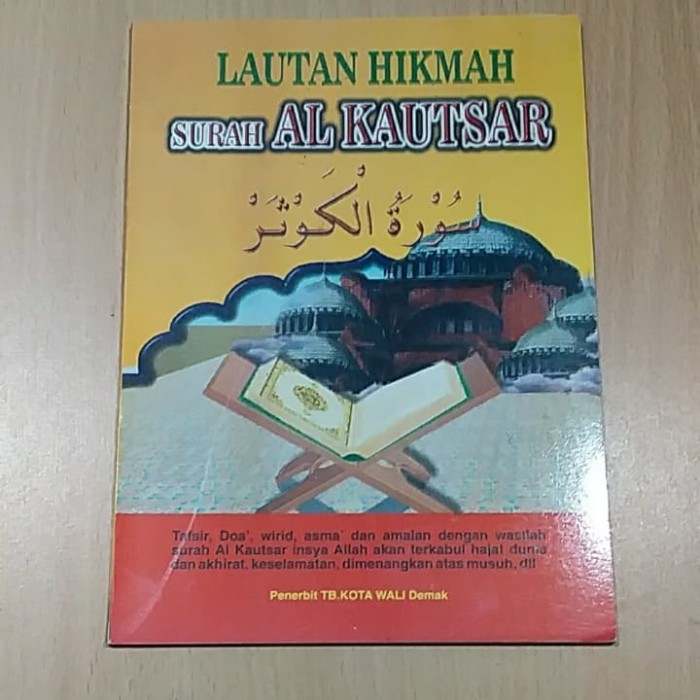 LAUTAN HIKMAH
SURAH AL KAUTSAR
سُوْرَةُ الْكَوْثَرْ
Tafsir, Doa', wirid, asma' dan amalan dengan wasilah
surah Al Kautsar insya Allah akan terkabul hajat dunia
dan akhirat, keselamatan, dimenangkan atas musuh, dll
Penerbit TB.KOTA WALI Demak